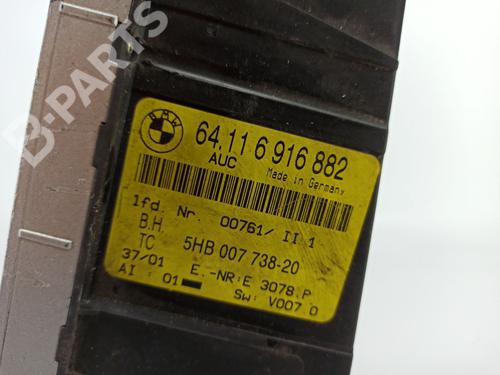 B-PARTS
BMW
64.11 6 916 882
AUC
Made in Germany
lfd. Nr. 00761/ II 1
B.H.
TC 5HB 007 738-20
37/01 E.-NR:E 3078.P
AI : 01 SW: V007.0